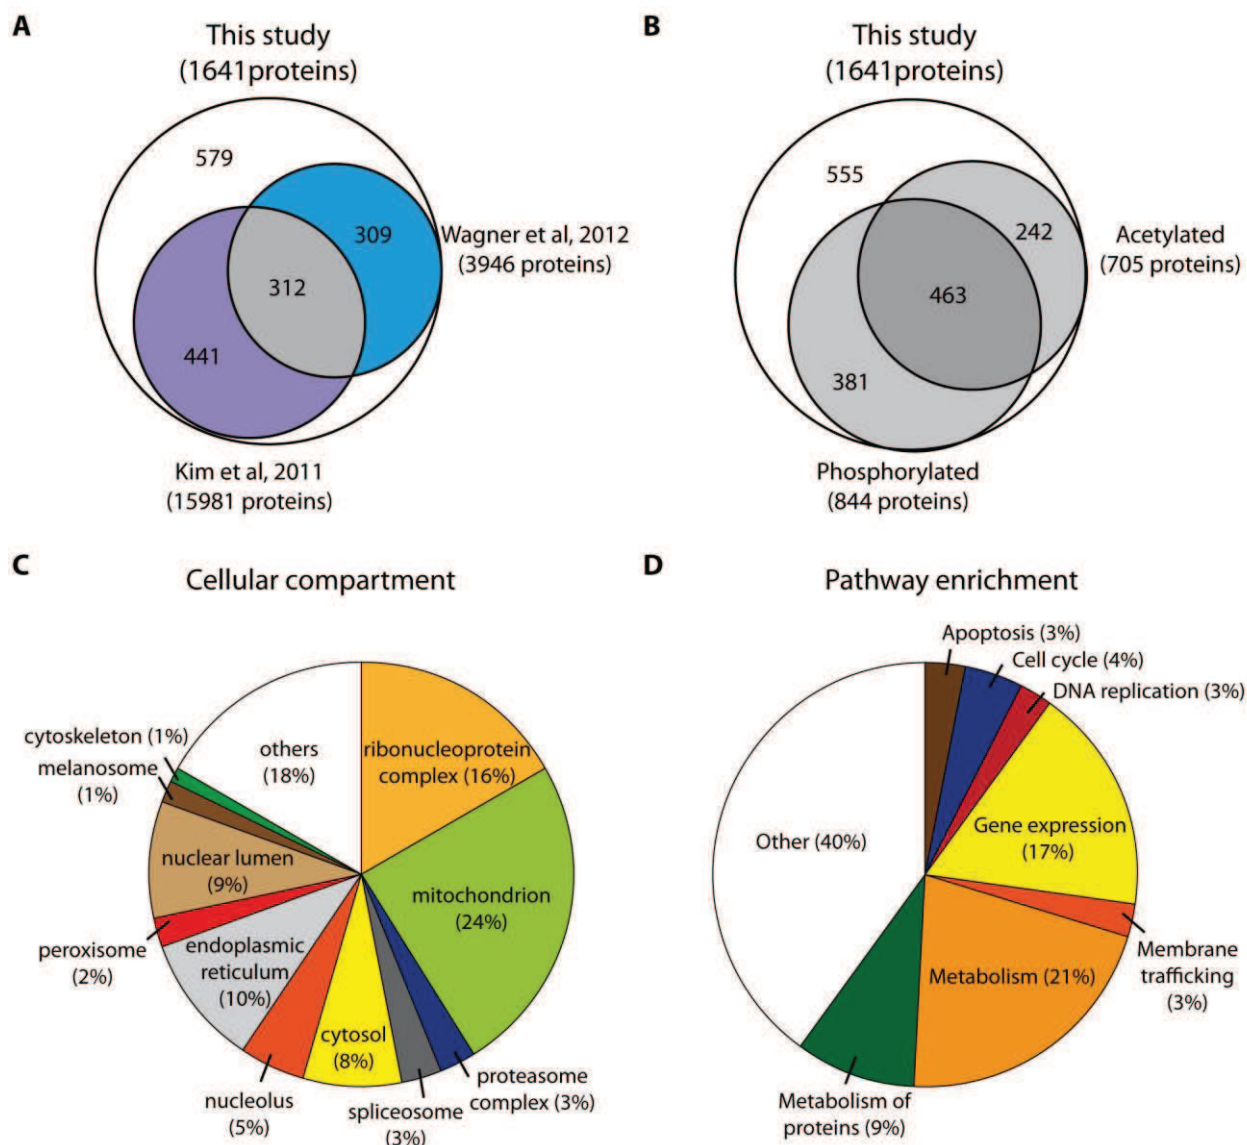 A
This study
(1641proteins)
579
309
312
441
Wagner et al, 2012
(3946 proteins)
Kim et al, 2011
(15981 proteins)
B
This study
(1641proteins)
555
242
463
381
Acetylated
(705 proteins)
Phosphorylated
(844 proteins)
C
Cellular compartment
cytoskeleton (1%)
melanosome
(1%)
others
(18%)
ribonucleoprotein
complex (16%)
nuclear lumen
(9%)
mitochondrion
(24%)
peroxisome
(2%)
endoplasmic
reticulum
(10%)
cytosol
(8%)
nucleolus
(5%)
spliceosome
(3%)
proteasome
complex (3%)
D
Pathway enrichment
Apoptosis (3%)
Cell cycle (4%)
DNA replication (3%)
Gene expression
(17%)
Other (40%)
Membrane
trafficking
(3%)
Metabolism (21%)
Metabolism of
proteins (9%)